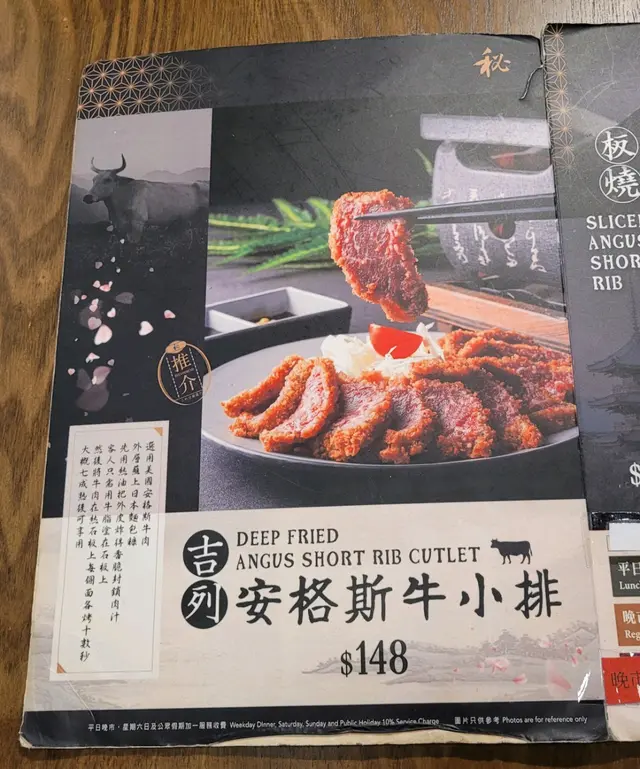 秘
推
介
選用美國安格斯牛肉
外層蘸上日本麵包糠
先用熱油把外皮炸得香脆封鎖肉汁
客人只需用牛脂塗在石板上
然後將牛肉在熱石板上每個面各烤十數秒
大概七成熟後可享用
吉列
DEEP FRIED
ANGUS SHORT RIB CUTLET
安格斯牛小排
$148
平日晚市，星期六日及公眾假期加一服務收費 Weekday Dinner, Saturday, Sunday and Public Holiday 10% Service Charge
圖片只供參考 Photos are for reference only
板燒
ANGUS
SHOR
RIB
$
平日
Lunc
晚市
Reg
晚市